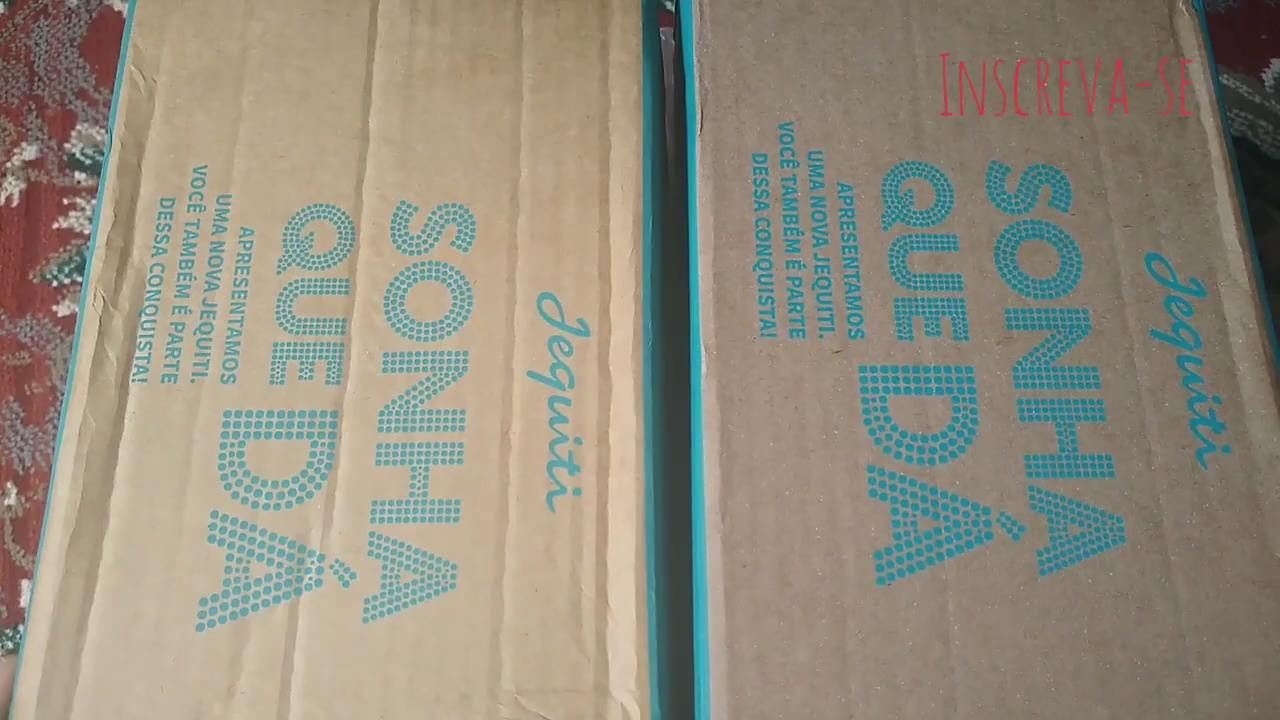 Jequiti
SONHA
QUE DÁ
APRESENTAMOS
UMA NOVA JEQUITI.
VOCÊ TAMBÉM É PARTE
DESSA CONQUISTA!
INSCREVA-SE
Jequiti
SONHA
QUE DÁ
APRESENTAMOS
UMA NOVA JEQUITI.
VOCÊ TAMBÉM É PARTE
DESSA CONQUISTA!